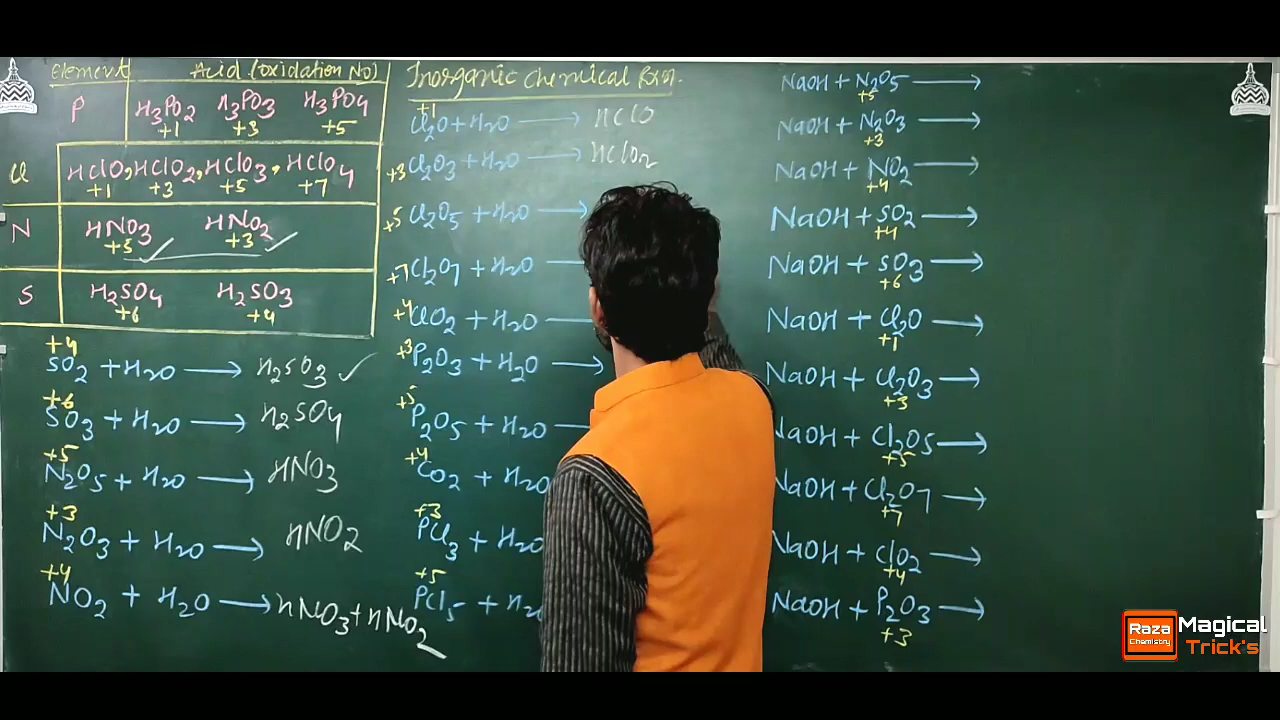 Element Acid (Oxidation No)
P H3PO2 H3PO3 H3PO4
+1 +3 +5
Cl HClO, HClO2, HClO3, HClO4
+1 +3 +5 +7
N HNO3 HNO2
+5 +3
S H2SO4 H2SO3
+6 +4
+4
SO2 + H2O → H2SO3 ✓
+6
SO3 + H2O → H2SO4
+5
N2O5 + H2O → HNO3
+3
N2O3 + H2O → HNO2
+4
NO2 + H2O → HNO3 + HNO2
Inorganic Chemical Rxn.
+1
Cl2O + H2O → HClO
+3 Cl2O3 + H2O → HClO2
+5 Cl2O5 + H2O →
+7 Cl2O7 + H2O
+4 ClO2 + H2O
+3 P2O3 + H2O →
+5
P2O5 + H2O
+4
CO2 + H2O
+3
PCl3 + H2O
+5
PCl5 + H2O
NaOH + N2O5 →
+5
NaOH + N2O3 →
+3
NaOH + NO2 →
+4
NaOH + SO2 →
+4
NaOH + SO3 →
+6
NaOH + Cl2O →
+1
NaOH + Cl2O3 →
+3
NaOH + Cl2O5 →
+5
NaOH + Cl2O7 →
+7
NaOH + ClO2 →
+4
NaOH + P2O3 →
+3
Raza Chemistry
Magical
Trick's